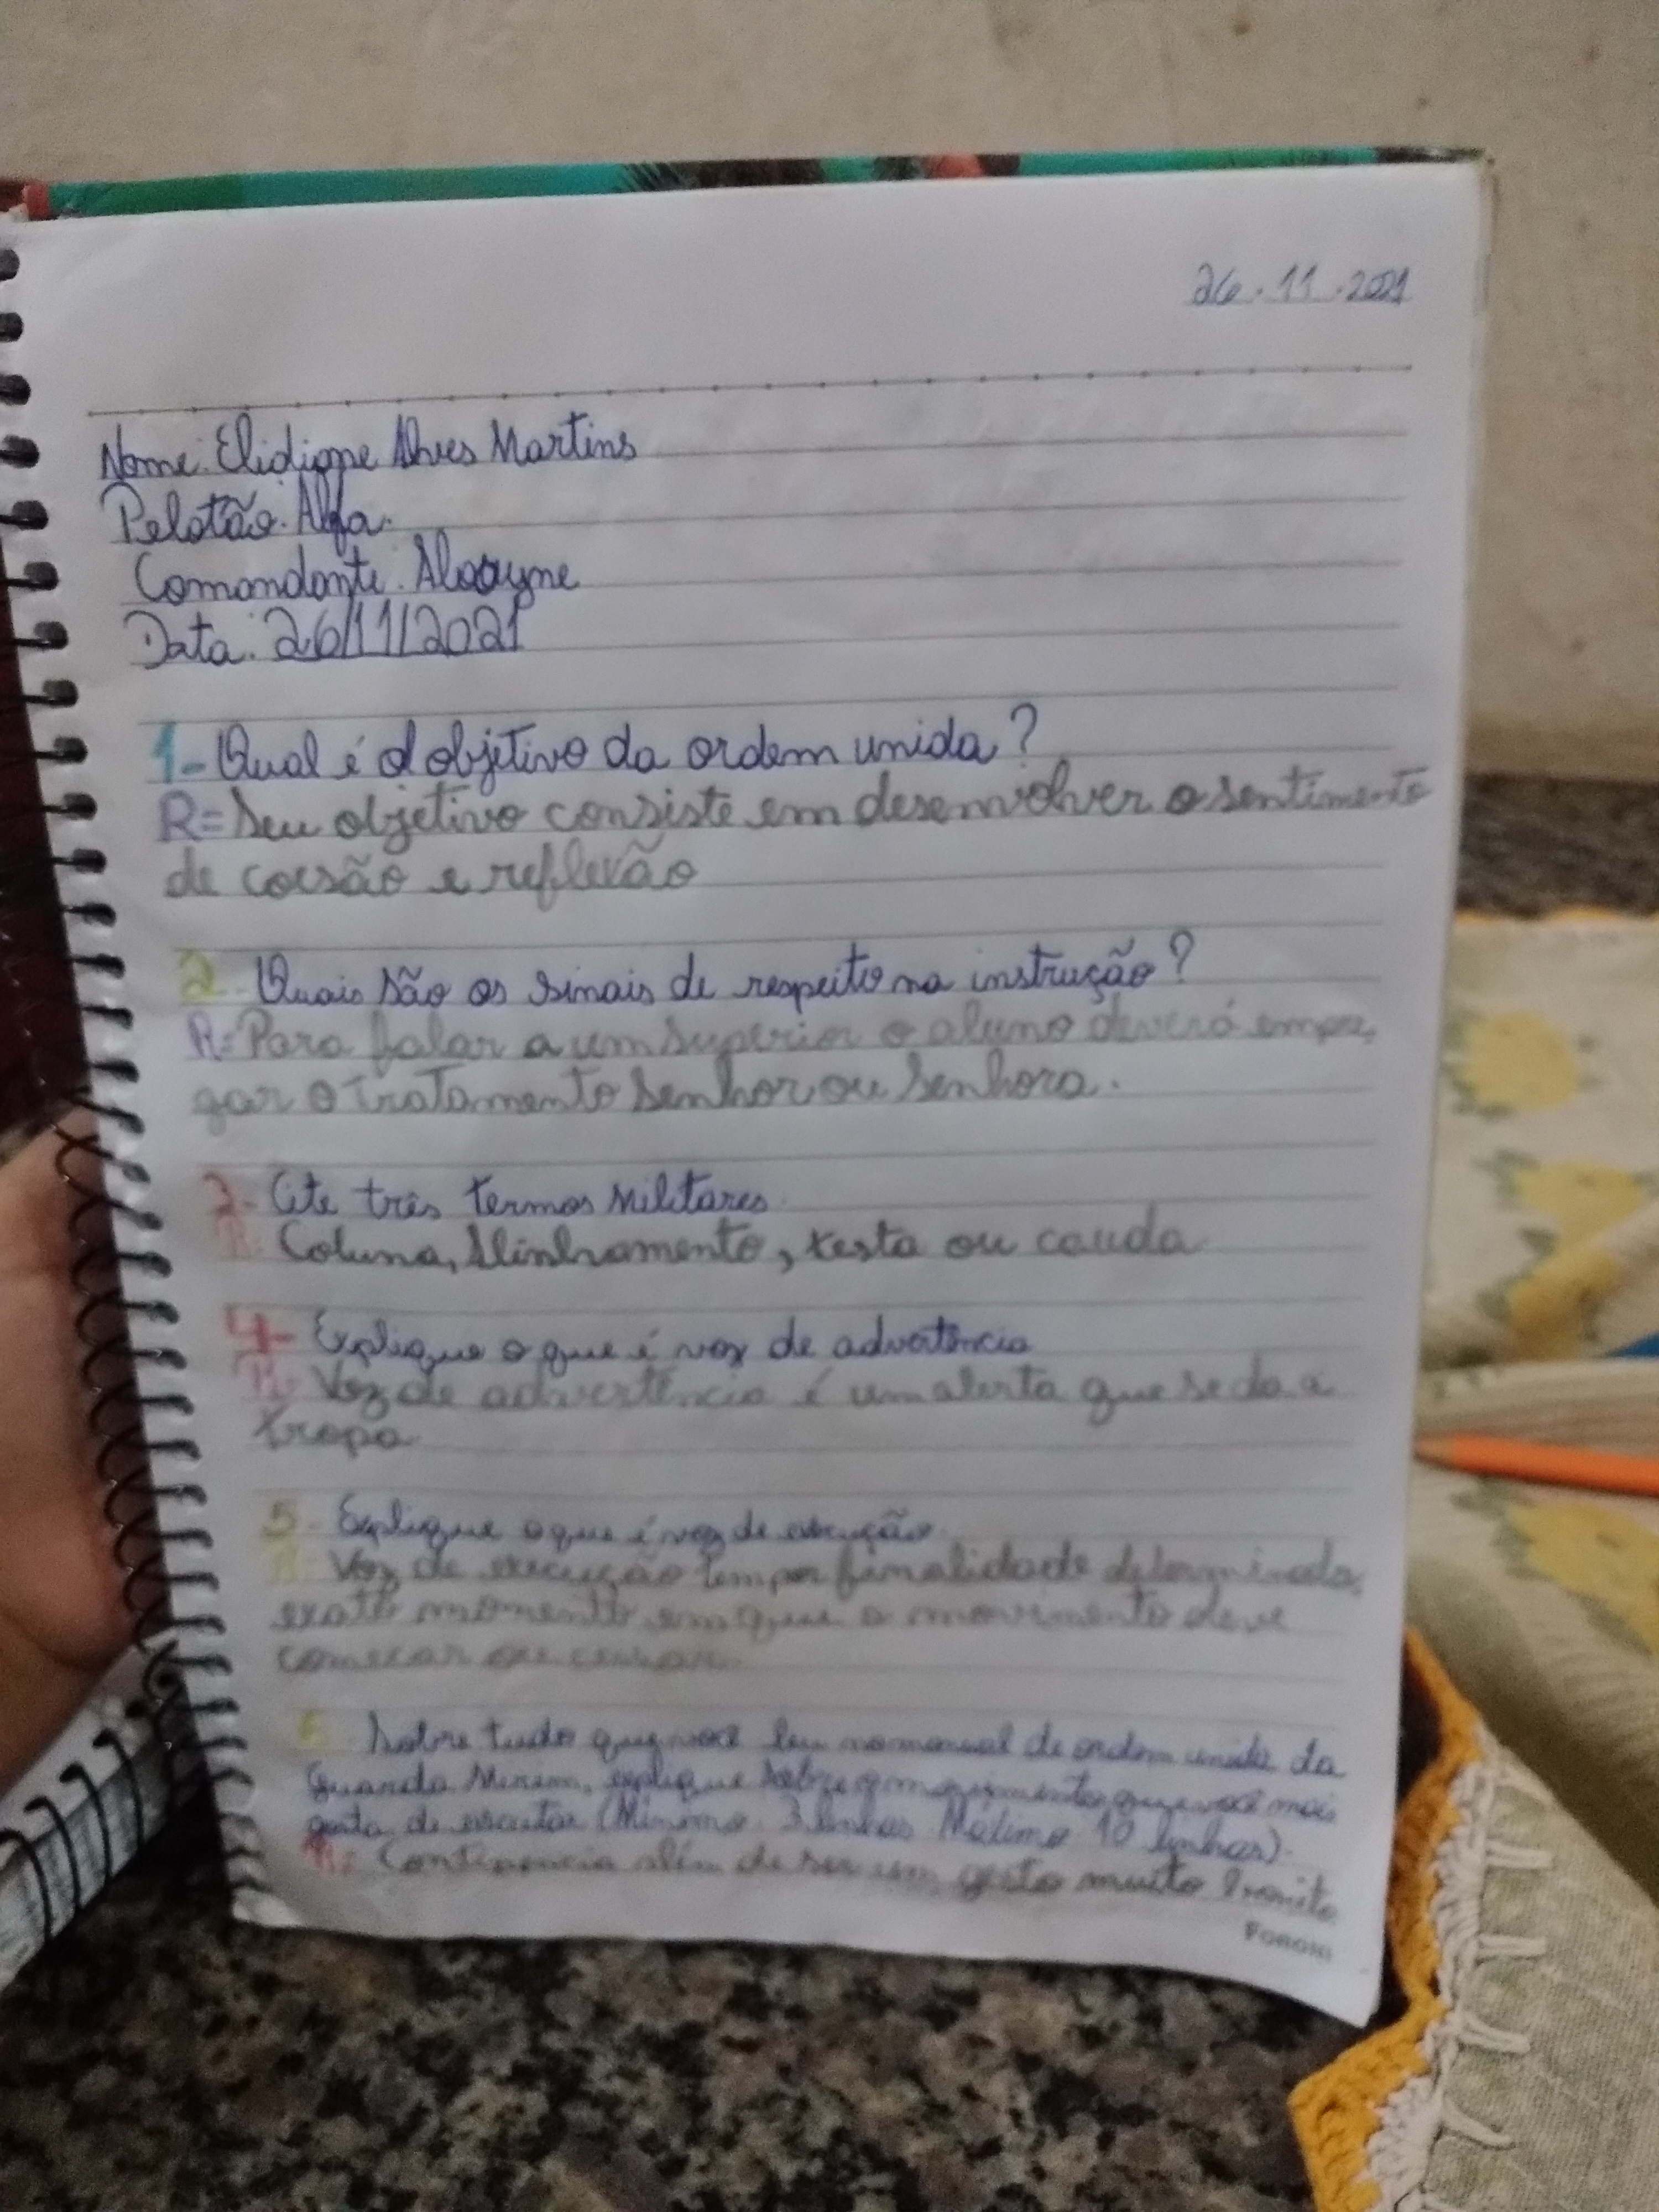 26.11.2021
Nome: Elidiane Alves Martins
Pelotão: Alfa
Comandante: Alaayne
Data: 26/11/2021
1- Qual é o objetivo da ordem unida?
R= Seu objetivo consiste em desenvolver o sentimento
de coesão e reflexão
2- Quais são os sinais de respeito na instrução?
R= Para falar a um superior o aluno deverá empre
gar o tratamento senhor ou senhora.
3- Cite três termos militares
R: Coluna, Alinhamento, testa ou cauda
4- Explique o que é voz de advertência
R: Voz de advertência é um alerta que se da a
tropa
5- Explique o que é voz de execução
R: Voz de execução tem por finalidade determinada,
exato momento em que o movimento deve
começar ou cessar
6 Sobre tudo que você leu no manual de ordem unida da
Guarda Mirim, explique sobre que você mais
gosta de (Mínimo 3 linhas Máximo 10 linhas).
R: Continencia além de ser um gesto muito bonito
FORONI